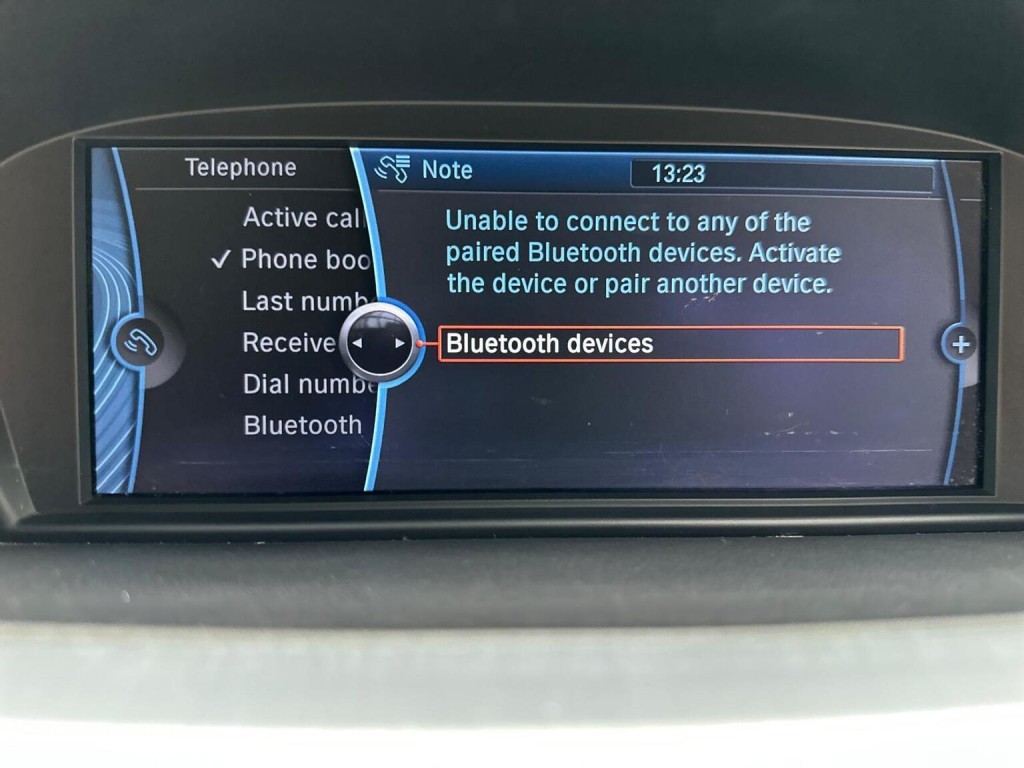 Telephone
Active cal
✓ Phone boo
Last numb
Receive
Dial numbe
Bluetooth
Note
13:23
Unable to connect to any of the
paired Bluetooth devices. Activate
the device or pair another device.
Bluetooth devices